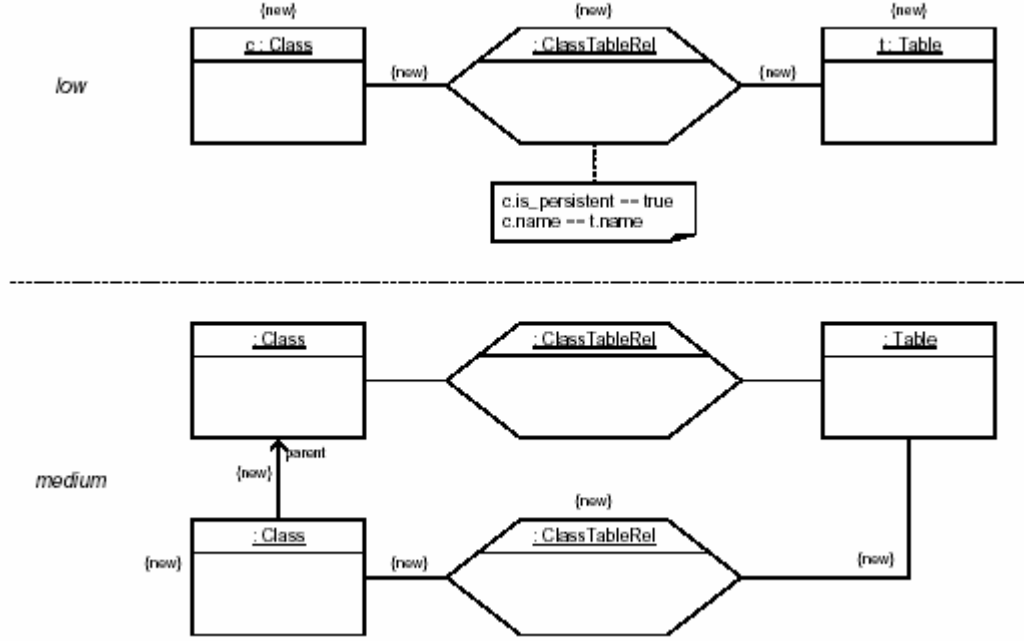 {new} {new} {new}
c : Class : ClassTableRel t : Table
{new} {new}
low
c.is_persistent == true
c.name == t.name
: Class : ClassTableRel : Table
parent
{new}
medium
{new}
: Class : ClassTableRel
{new} {new} {new}